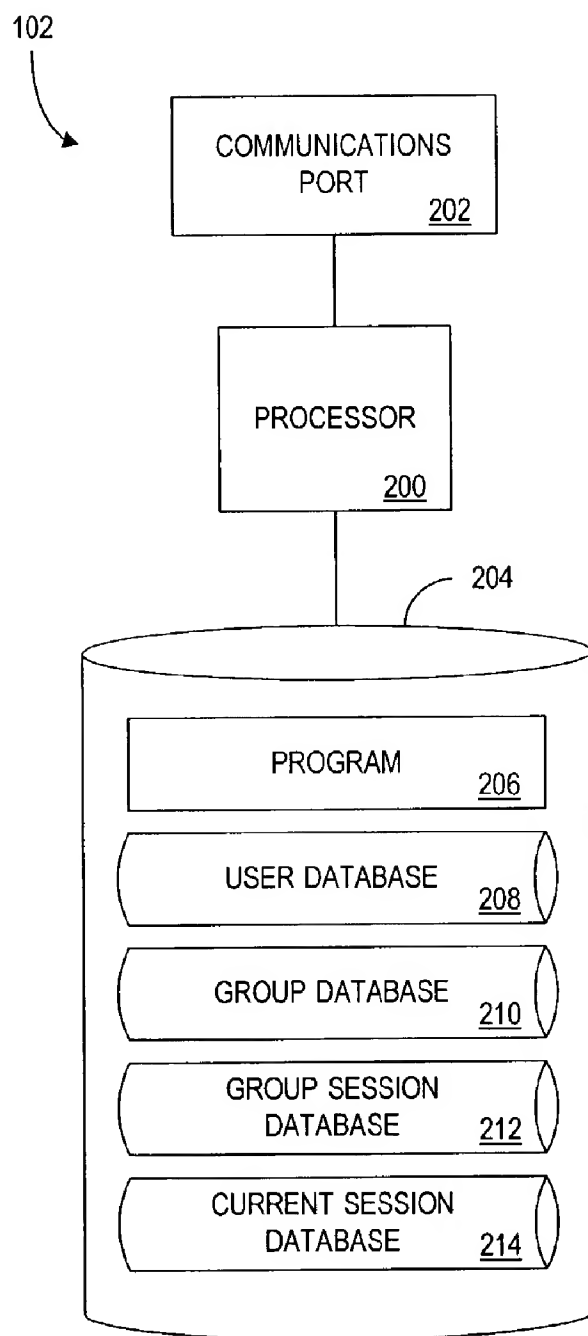 102
COMMUNICATIONS
PORT
202
PROCESSOR
200
204
PROGRAM
206
USER DATABASE
208
GROUP DATABASE
210
GROUP SESSION
DATABASE
212
CURRENT SESSION
DATABASE
214